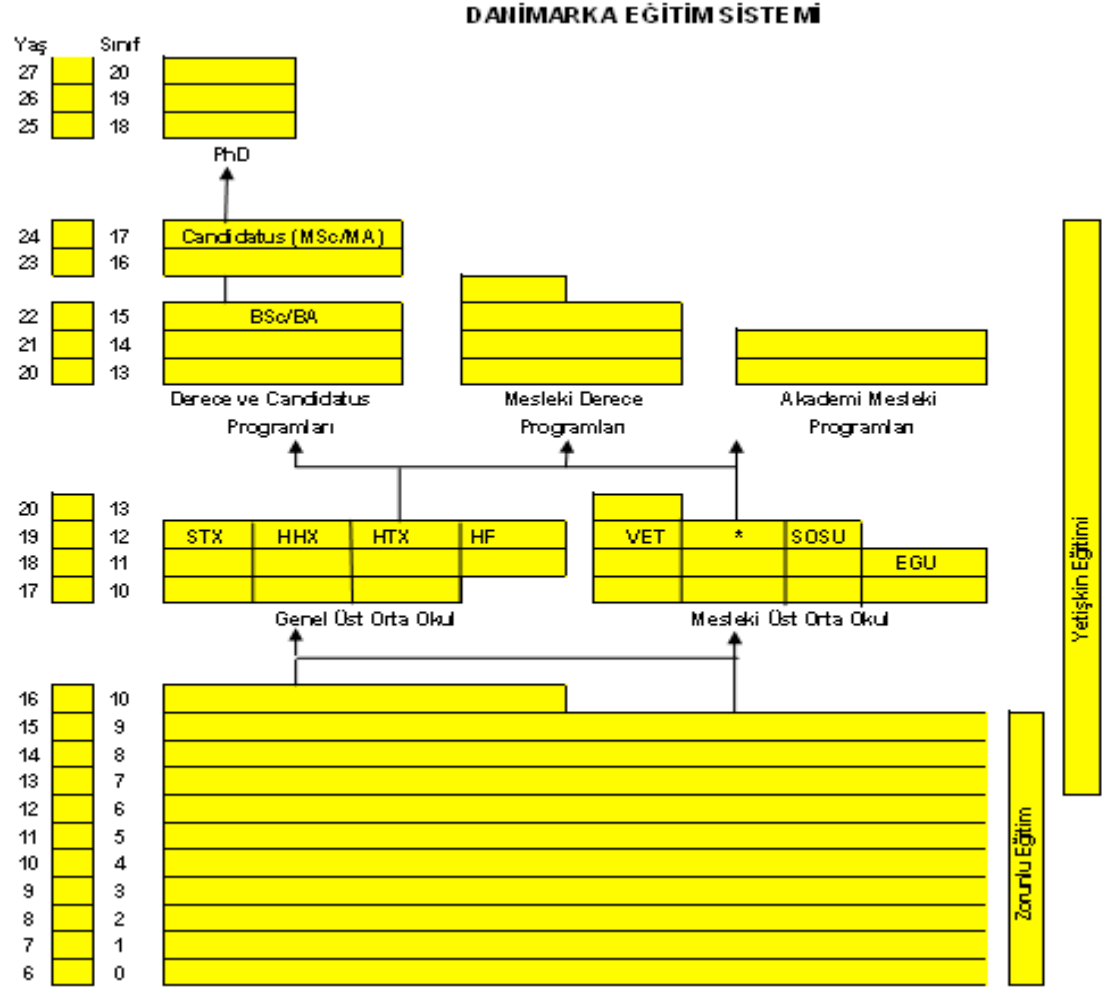 DANİMARKA EĞİTİM SİSTEMİ
Yaş Sınıf
27 20
26 19
25 18
PhD
24 17 Candidatus (MSc/MA)
23 16
22 15 BSc/BA
21 14
20 13
Derece ve Candidatus Programları
Mesleki Derece Programları
Akademi Mesleki Programları
20 13
19 12 STX HHX HTX HF VET * SOSU
18 11 EGU
17 10
Genel Üst Orta Okul Mesleki Üst Orta Okul
16 10
15 9
14 8
13 7
12 6
11 5
10 4
9 3
8 2
7 1
6 0
Yetişkin Eğitimi
Zorunlu Eğitim